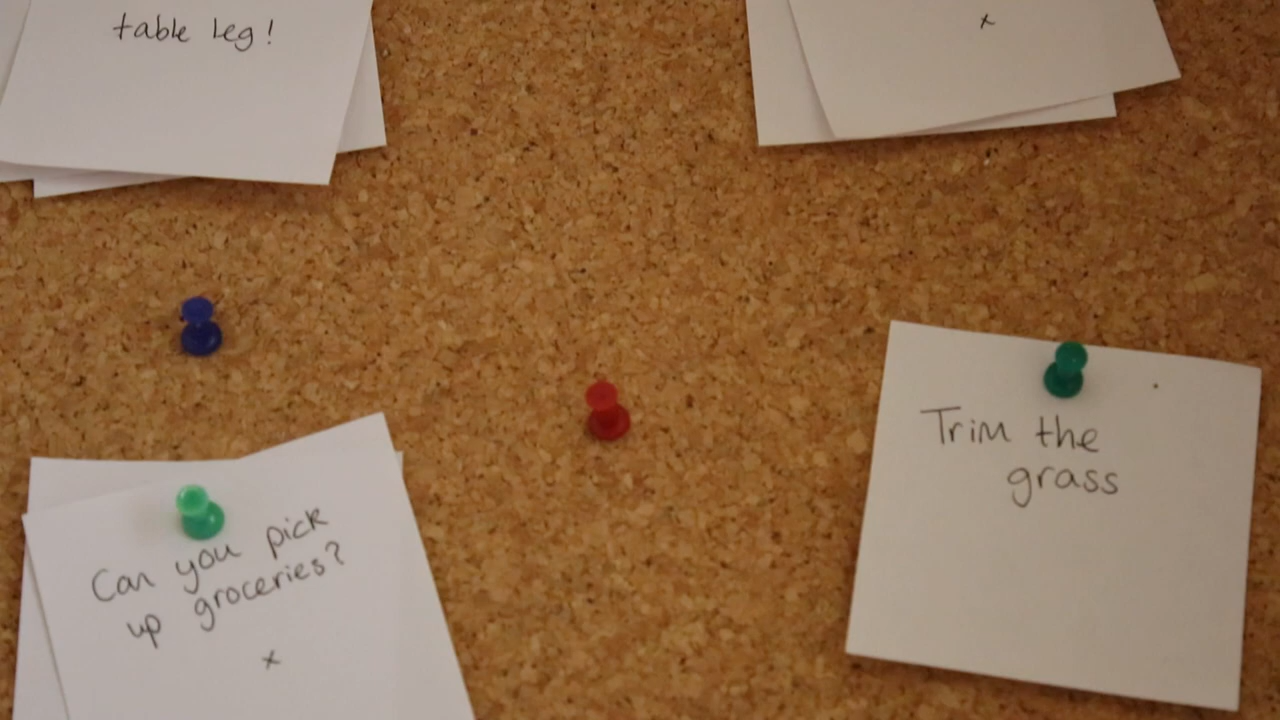 table leg!
x
Trim the
grass
Can you pick
up groceries?
x